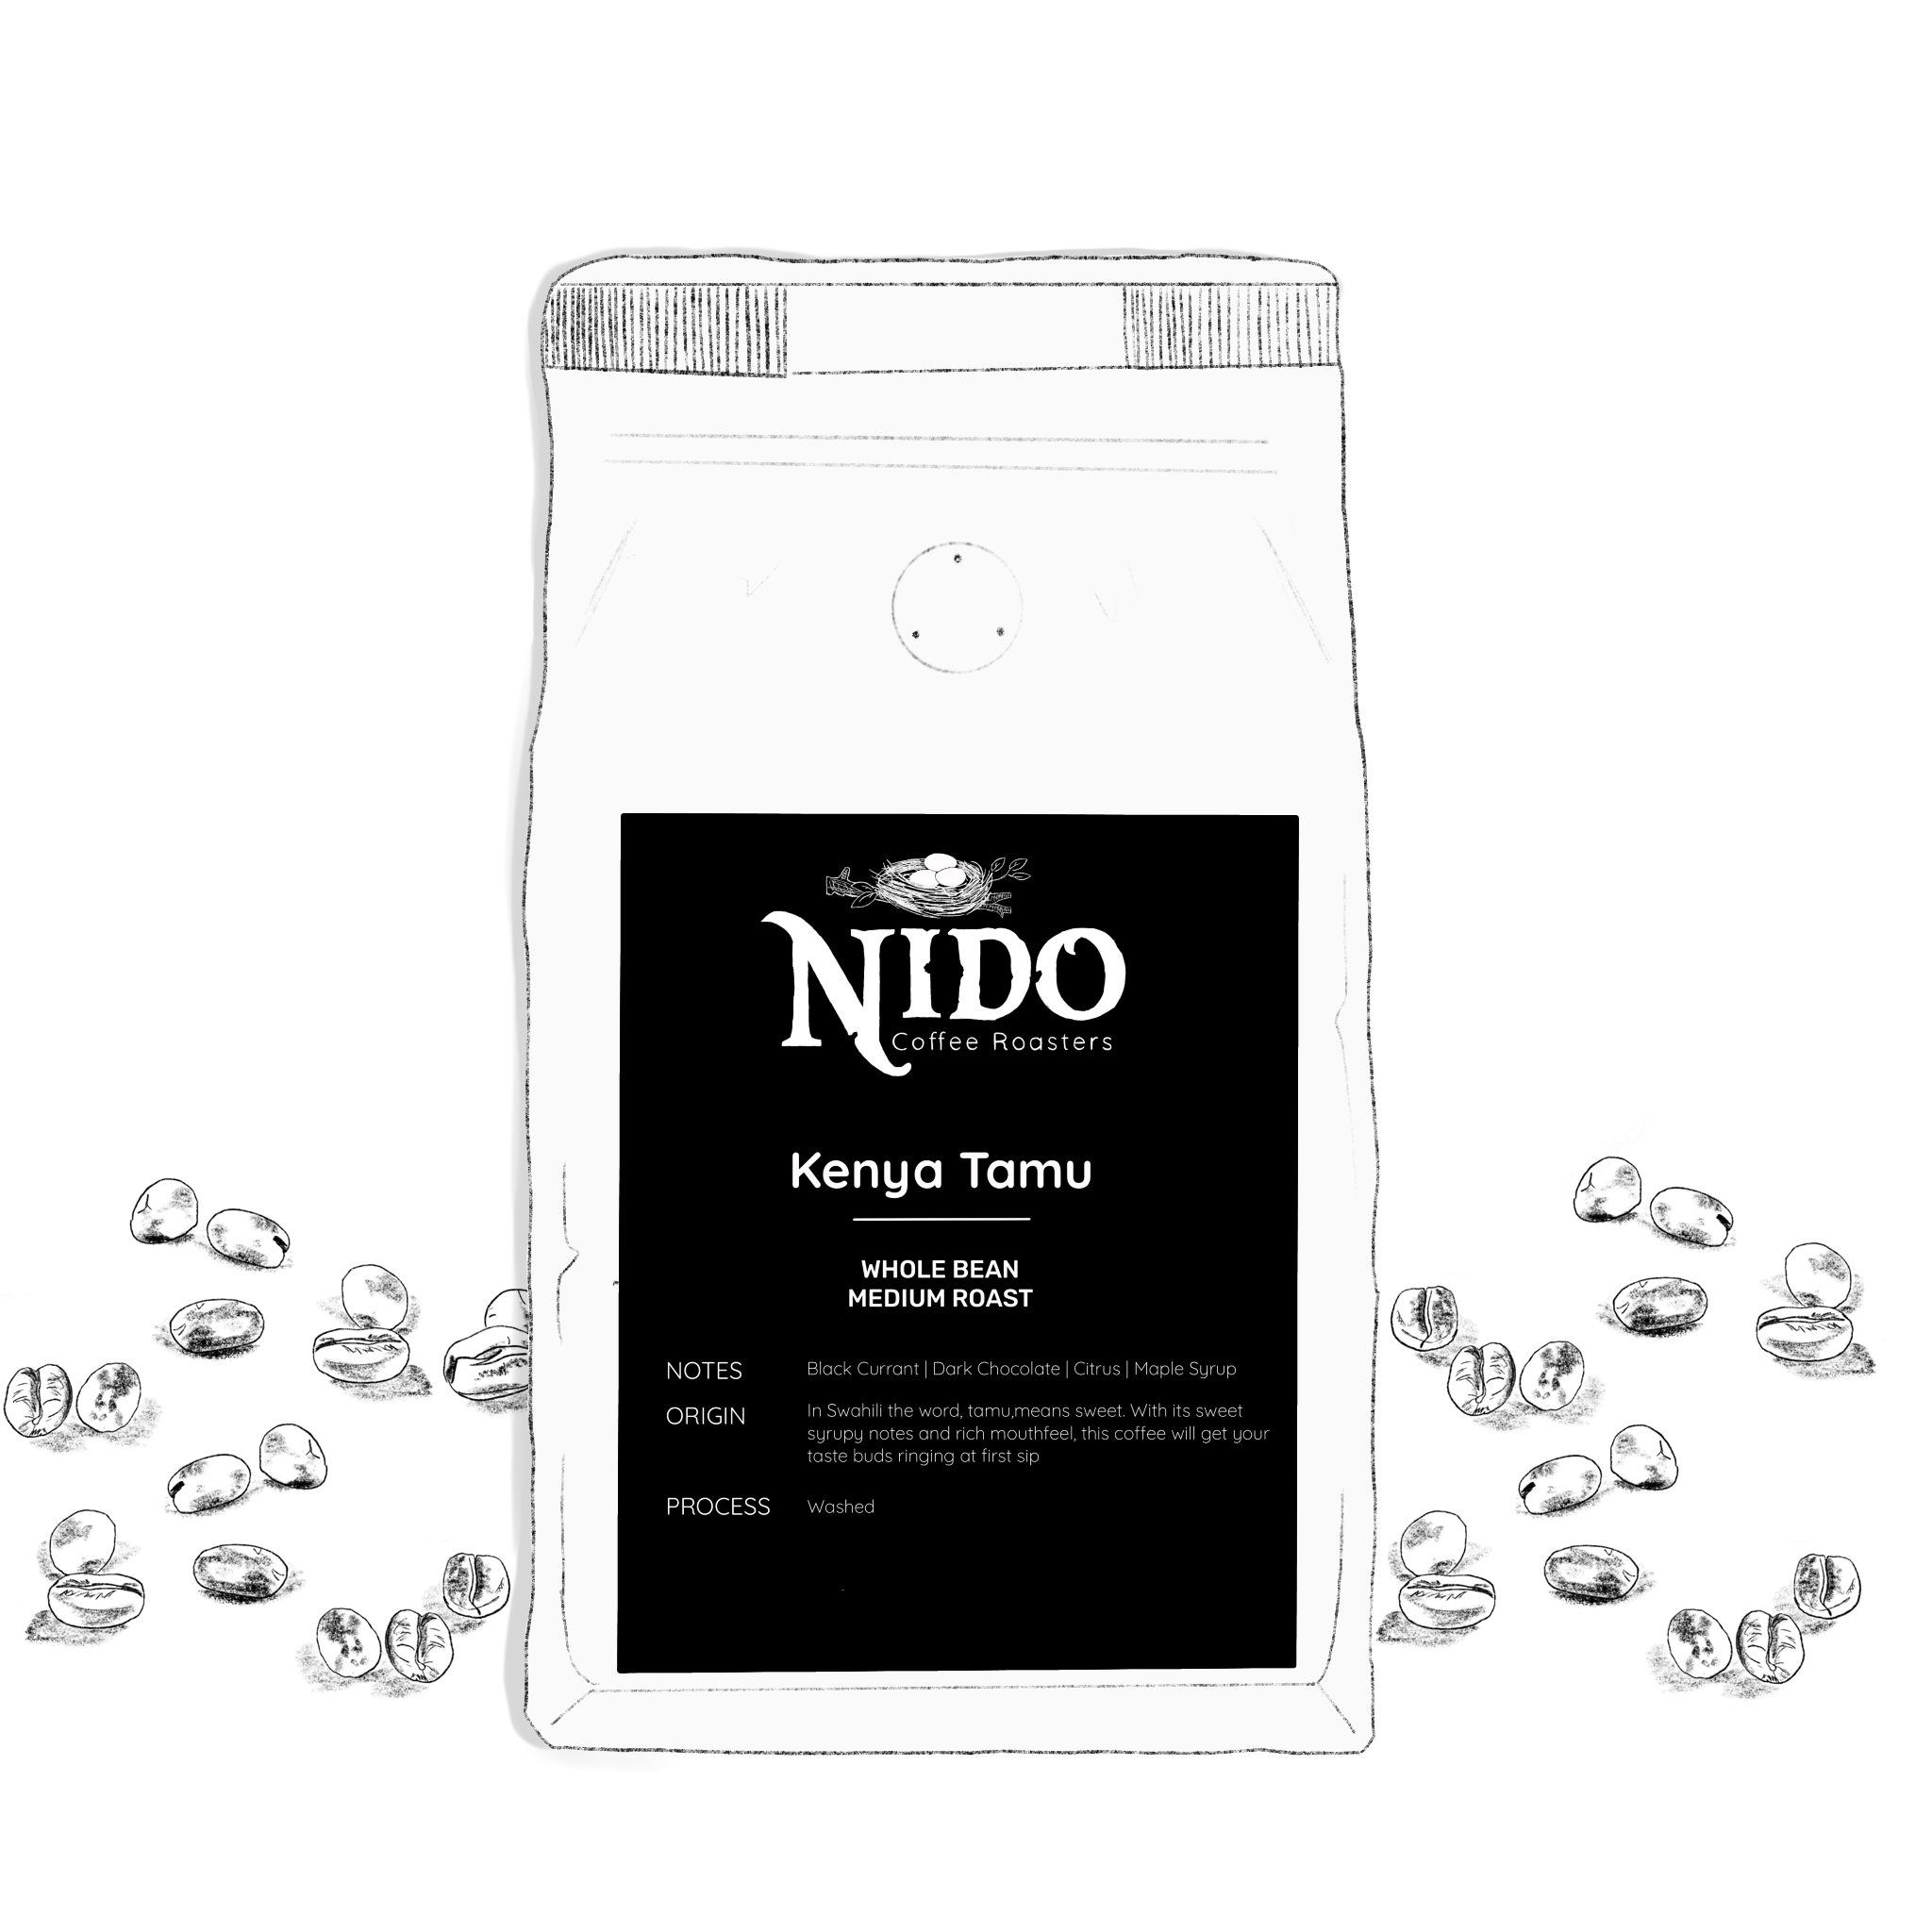 NIDO
Coffee Roasters
Kenya Tamu
WHOLE BEAN
MEDIUM ROAST
NOTES Black Currant | Dark Chocolate | Citrus | Maple Syrup
ORIGIN In Swahili the word, tamu,means sweet. With its sweet
syrupy notes and rich mouthfeel, this coffee will get your
taste buds ringing at first sip
PROCESS Washed